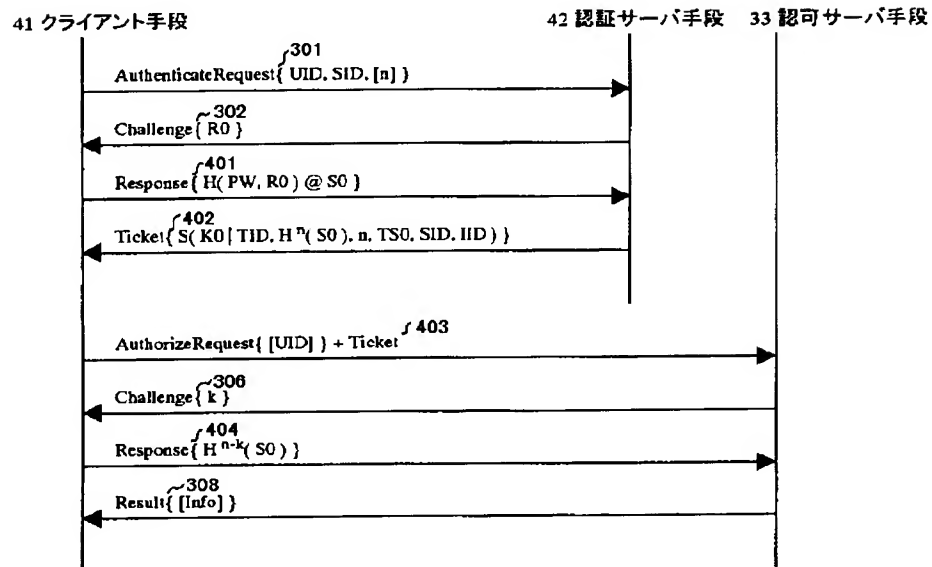 41 クライアント手段
42 認証サーバ手段
33 認可サーバ手段
301
AuthenticateRequest{ UID, SID, [n] }
302
Challenge{ R0 }
401
Response{ H( PW, R0 ) @ S0 }
402
Ticket{ S( K0 | TID, H^n( S0 ), n, TS0, SID, IID ) }
403
AuthorizeRequest{ [UID] } + Ticket
306
Challenge{ k }
404
Response{ H^n-k( S0 ) }
308
Result{ [Info] }